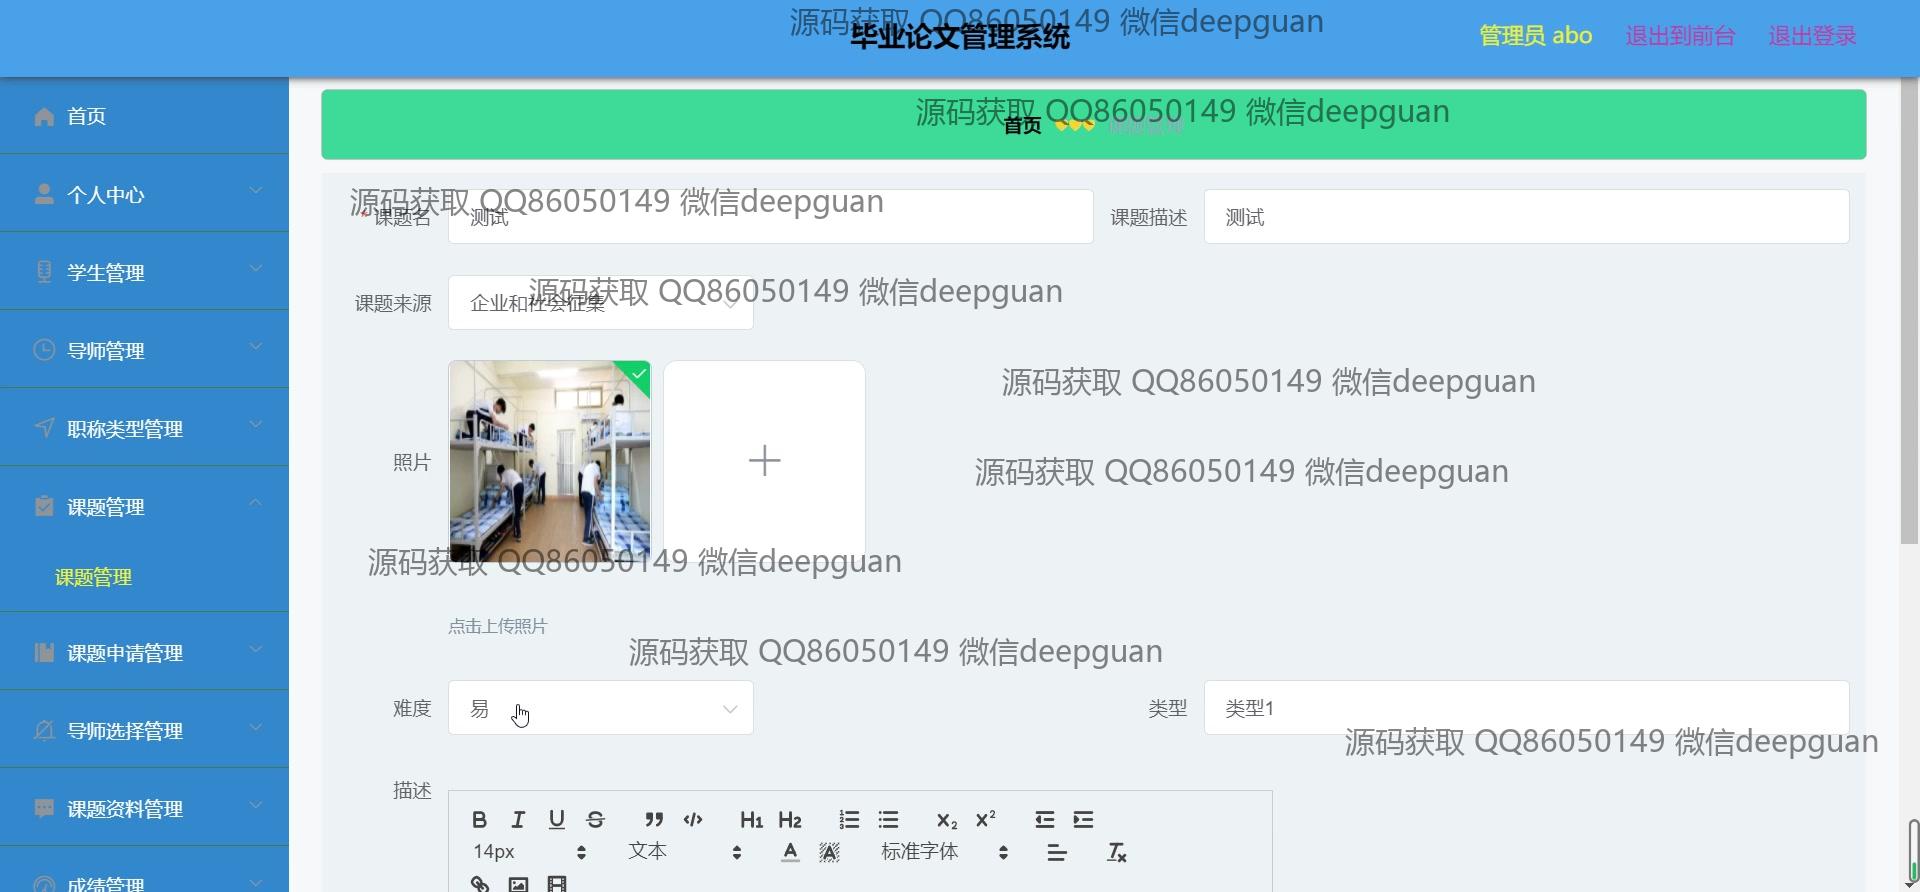 源码获取 QQ86050149 微信deepguan
毕业论文管理系统
管理员 abo
退出到前台
退出登录
首页
源码获取 QQ86050149 微信deepguan
首页
个人中心
学生管理
导师管理
职称类型管理
课题管理
课题管理
课题申请管理
导师选择管理
课题资料管理
成绩管理
源码获取 QQ86050149 微信deepguan
* 课题名 测试
课题描述 测试
源码获取 QQ86050149 微信deepguan
课题来源 企业和社会征集
源码获取 QQ86050149 微信deepguan
照片
源码获取 QQ86050149 微信deepguan
源码获取 QQ86050149 微信deepguan
点击上传照片
源码获取 QQ86050149 微信deepguan
难度 易
类型 类型1
源码获取 QQ86050149 微信deepguan
描述
B I U S H1 H2 x₂ x²
14px 文本 A A 标准字体 Tx